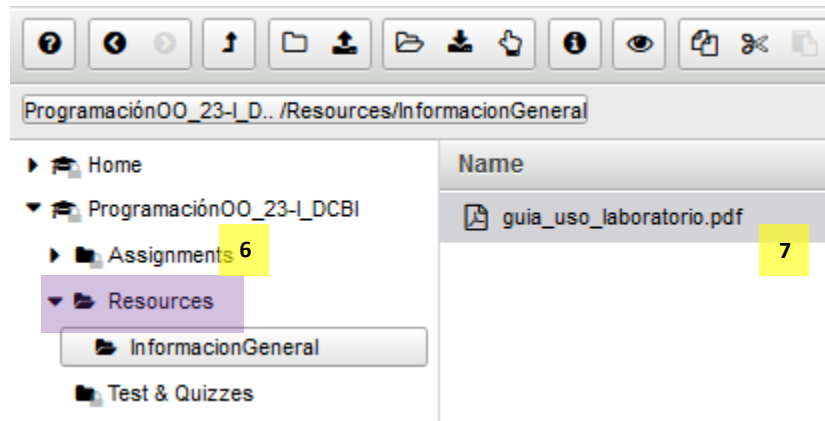 ProgramaciónOO_23-I_D.. /Resources/InformacionGeneral
Home
Name
ProgramaciónOO_23-I_DCBI
guia_uso_laboratorio.pdf
Assignments 6
7
Resources
InformacionGeneral
Test & Quizzes